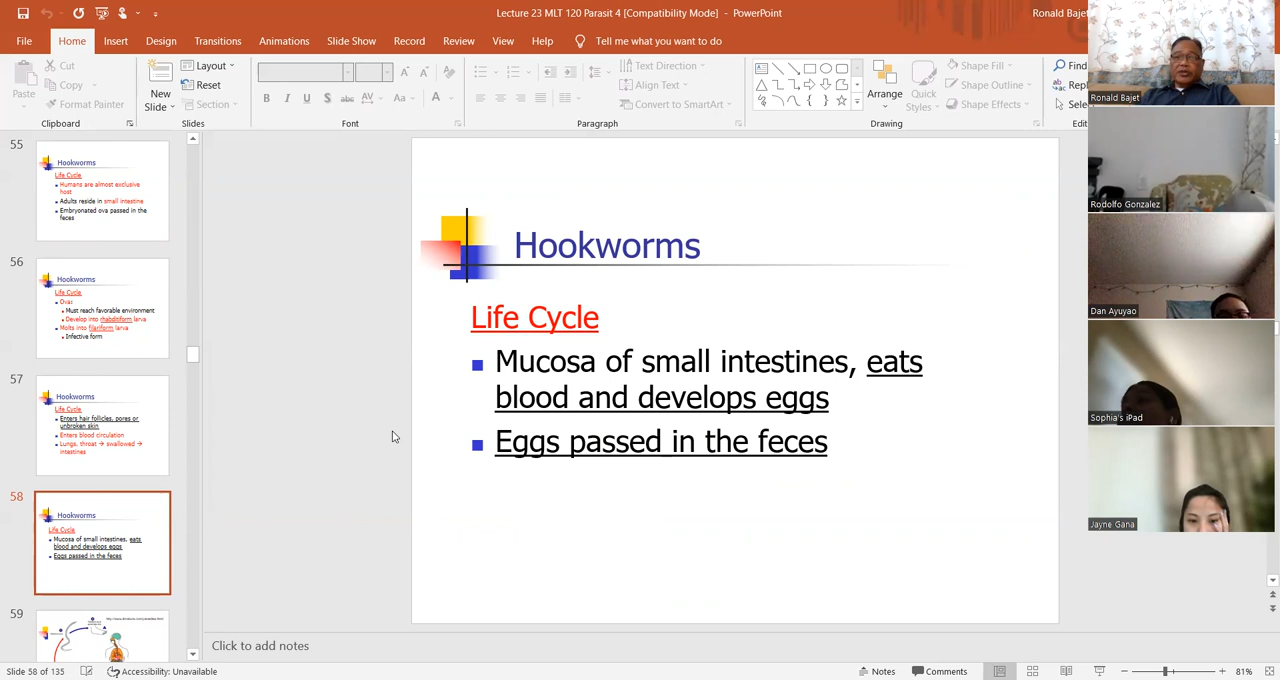 Lecture 23 MLT 120 Parasit 4 [Compatibility Mode] - PowerPoint
Ronald Bajet
File Home Insert Design Transitions Animations Slide Show Record Review View Help Tell me what you want to do
Paste
Cut
Copy
Format Painter
Clipboard
New
Slide
Layout
Reset
Section
Slides
B I U S abc AV Aa A
Font
Text Direction
Align Text
Convert to SmartArt
Paragraph
Arrange
Quick
Styles
Shape Fill
Shape Outline
Shape Effects
Drawing
Find
Ronald Bajet
Rodolfo Gonzalez
Dan Ayuyao
Sophia's iPad
Jayne Gana
55
Hookworms
Life Cycle
Humans are almost exclusive
host
Adults reside in small intestine
Embryonated ova passed in the
feces
56
Hookworms
Life Cycle
Ovas
Must reach favorable environment
Develop into rhabditiform larva
Molts into filariform larva
Infective form
57
Hookworms
Life Cycle
Enters hair follicles, pores or
unbroken skin
Enters blood circulation
Lungs, throat → swallowed →
intestines
58
Hookworms
Life Cycle
Mucosa of small intestines, eats
blood and develops eggs
Eggs passed in the feces
59
Hookworms
Life Cycle
Mucosa of small intestines, eats
blood and develops eggs
Eggs passed in the feces
Click to add notes
Slide 58 of 135
Accessibility: Unavailable
Notes
Comments
81%